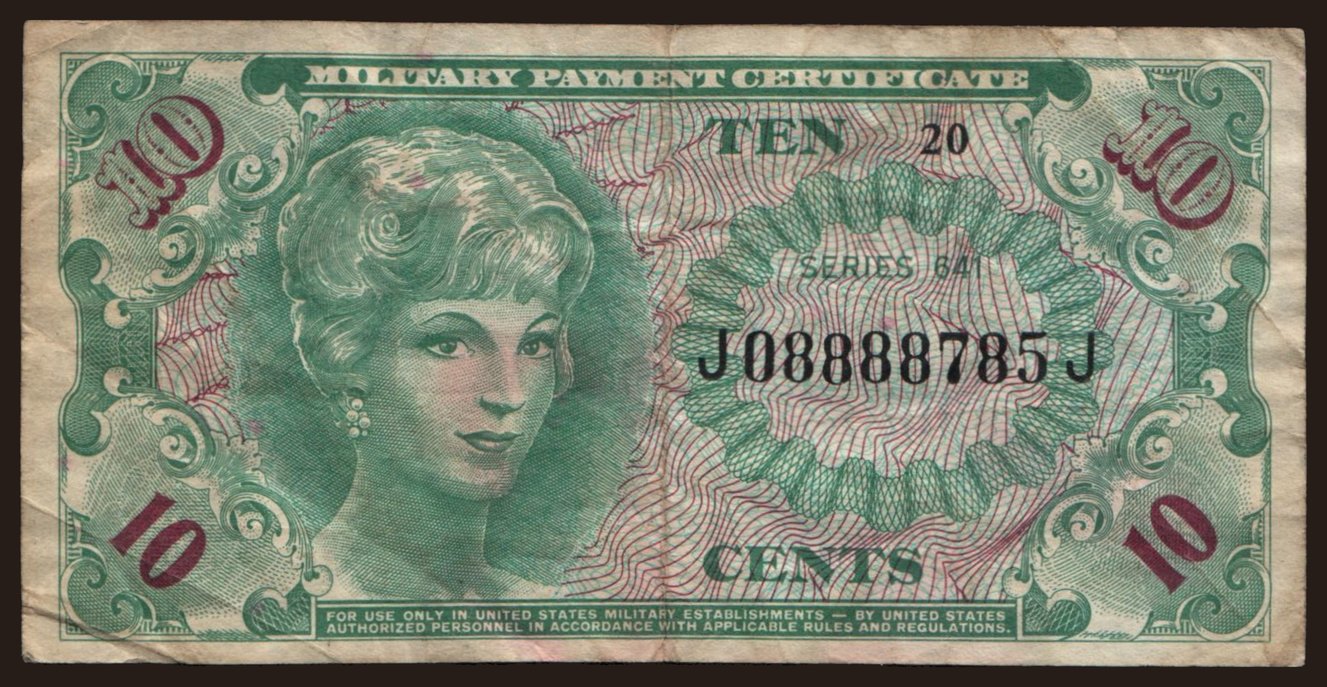 MILITARY PAYMENT CERTIFICATE
10
TEN 20
10
SERIES 641
J08888785J
10
CENTS
10
FOR USE ONLY IN UNITED STATES MILITARY ESTABLISHMENTS — BY UNITED STATES
AUTHORIZED PERSONNEL IN ACCORDANCE WITH APPLICABLE RULES AND REGULATIONS.